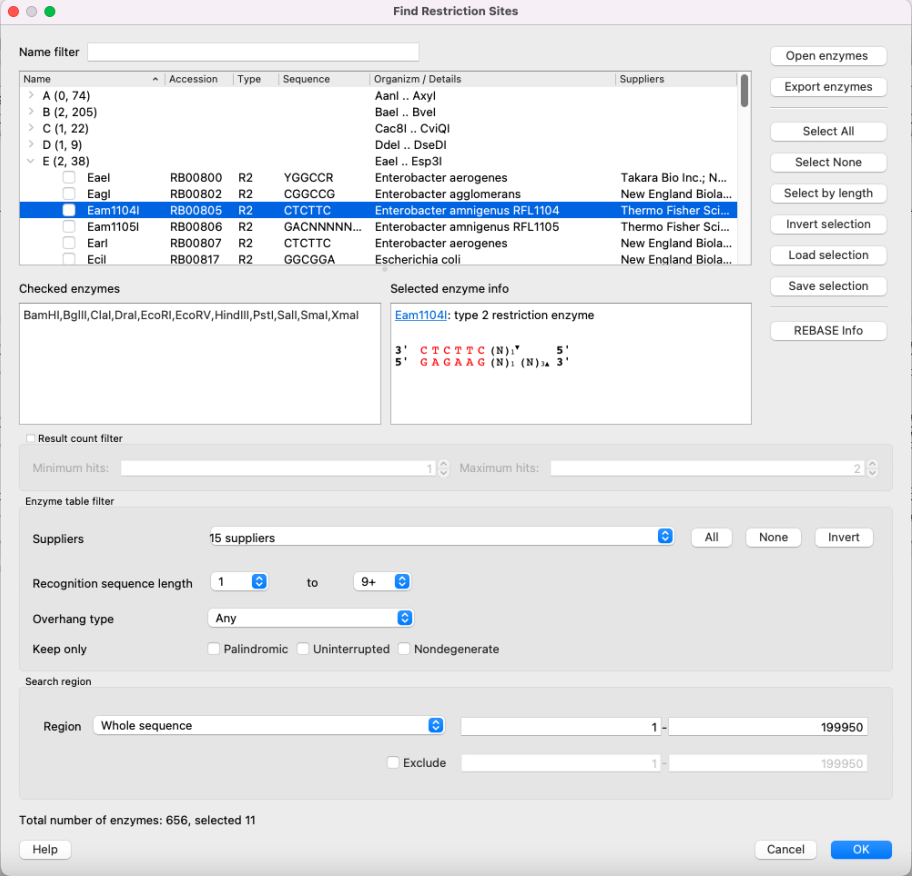 Find Restriction Sites
Name filter
Open enzymes
Export enzymes
Select All
Select None
Select by length
Invert selection
Load selection
Save selection
REBASE Info
Name Accession Type Sequence Organizm / Details Suppliers
A (0, 74) AanI .. AxyI
B (2, 205) BaeI .. BveI
C (1, 22) Cac8I .. CviQI
D (1, 9) DdeI .. DseDI
E (2, 38) EaeI .. Esp3I
EaeI RB00800 R2 YGGCCR Enterobacter aerogenes Takara Bio Inc.; N...
EagI RB00802 R2 CGGCCG Enterobacter agglomerans New England Biola...
Eam1104I RB00805 R2 CTCTTC Enterobacter amnigenus RFL1104 Thermo Fisher Sci...
Eam1105I RB00806 R2 GACNNNNN... Enterobacter amnigenus RFL1105 Thermo Fisher Sci...
EarI RB00807 R2 CTCTTC Enterobacter aerogenes New England Biola...
EciI RB00817 R2 GGCGGA Escherichia coli New England Biola...
Checked enzymes
BamHI,BglII,ClaI,DraI,EcoRI,EcoRV,HindIII,PstI,SalI,SmaI,XmaI
Selected enzyme info
Eam1104I: type 2 restriction enzyme
3' C T C T T C (N)₁▼ 5'
5' G A G A A G (N)₁ (N)₃▲ 3'
Result count filter
Minimum hits: 1 Maximum hits: 2
Enzyme table filter
Suppliers 15 suppliers All None Invert
Recognition sequence length 1 to 9+
Overhang type Any
Keep only Palindromic Uninterrupted Nondegenerate
Search region
Region Whole sequence 1 - 199950
Exclude 1 - 199950
Total number of enzymes: 656, selected 11
Help Cancel OK